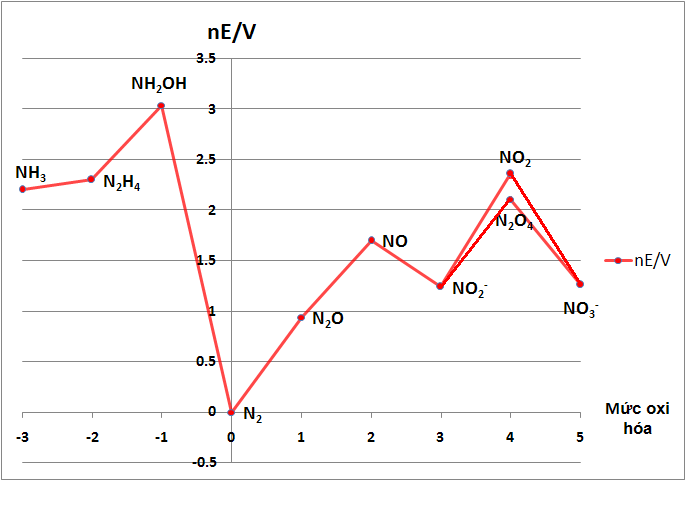 nE/V
3.5
NH₂OH
3
NH₃
N₂H₄
2.5
NO₂
2
N₂O₄
NO
1.5
nE/V
NO₂⁻
NO₃⁻
1
N₂O
0.5
0
N₂
Mức oxi
hóa
-3 -2 -1 0 1 2 3 4 5
-0.5